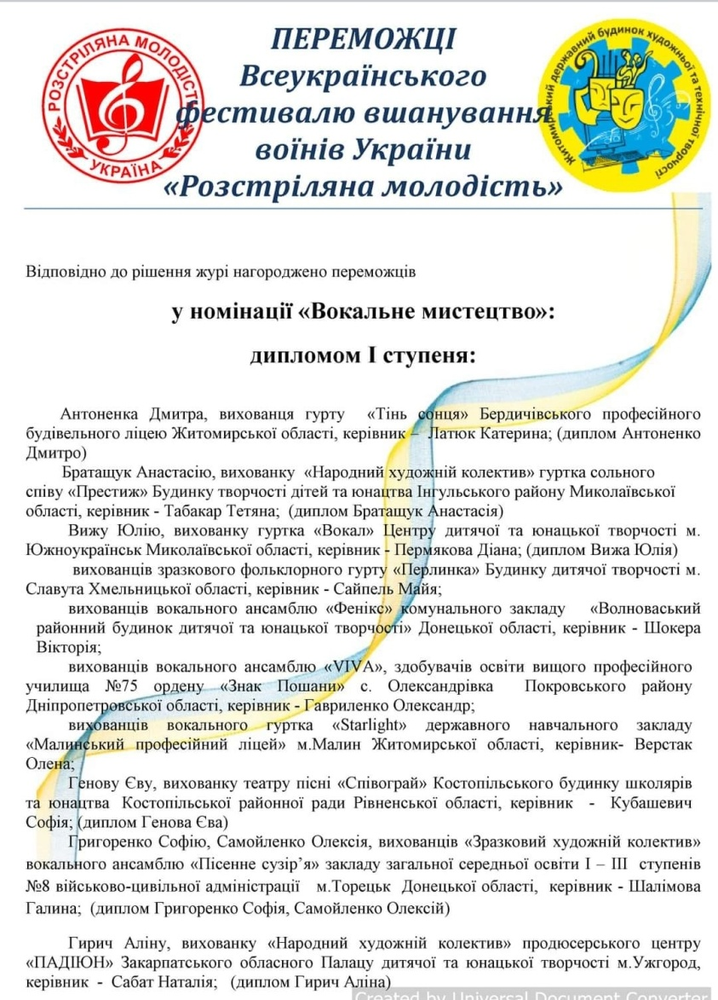 РОЗСТРІЛЯНА МОЛОДІСТЬ
УКРАЇНА
ПЕРЕМОЖЦІ
Всеукраїнського
фестивалю вшанування
воїнів України
«Розстріляна молодість»
Житомирський державний будинок художньої та технічної творчості
Відповідно до рішення журі нагороджено переможців
у номінації «Вокальне мистецтво»:
дипломом І ступеня:
Антоненка Дмитра, вихованця гурту «Тінь сонця» Бердичівського професійного
будівельного ліцею Житомирської області, керівник – Латюк Катерина; (диплом Антоненко
Дмитро)
Братащук Анастасію, вихованку «Народний художній колектив» гуртка сольного
співу «Престиж» Будинку творчості дітей та юнацтва Інгульського району Миколаївської
області, керівник - Табакар Тетяна; (диплом Братащук Анастасія)
Вижу Юлію, вихованку гуртка «Вокал» Центру дитячої та юнацької творчості м.
Южноукраїнськ Миколаївської області, керівник - Пермякова Діана; (диплом Вижа Юлія)
вихованців зразкового фольклорного гурту «Перлинка» Будинку дитячої творчості м.
Славута Хмельницької області, керівник - Сайпель Майя;
вихованців вокального ансамблю «Фенікс» комунального закладу «Волноваський
районний будинок дитячої та юнацької творчості» Донецької області, керівник - Шокера
Вікторія;
вихованців вокального ансамблю «VIVA», здобувачів освіти вищого професійного
училища №75 ордену «Знак Пошани» с. Олександрівка Покровського району
Дніпропетровської області, керівник - Гавриленко Олександр;
вихованців вокального гуртка «Starlight» державного навчального закладу
«Малинський професійний ліцей» м.Малин Житомирської області, керівник- Верстак
Олена;
Генову Єву, вихованку театру пісні «Співограй» Костопільського будинку школярів
та юнацтва Костопільської районної ради Рівненської області, керівник - Кубашевич
Софія; (диплом Генова Єва)
Григоренко Софію, Самойленко Олексія, вихованців «Зразковий художній колектив»
вокального ансамблю «Пісенне сузір’я» закладу загальної середньої освіти І – ІІІ ступенів
№8 військово-цивільної адміністрації м.Торецьк Донецької області, керівник - Шалімова
Галина; (диплом Григоренко Софія, Самойленко Олексій)
Гирич Аліну, вихованку «Народний художній колектив» продюсерського центру
«ПАДІЮН» Закарпатського обласного Палацу дитячої та юнацької творчості м.Ужгород,
керівник - Сабат Наталія; (диплом Гирич Аліна)
Created by Universal Document Converter